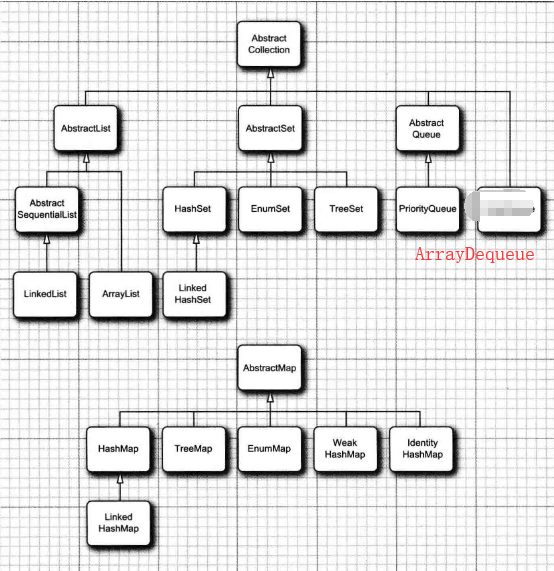 Abstract
Collection
AbstractList
AbstractSet
Abstract
Queue
Abstract
SequentialList
HashSet
EnumSet
TreeSet
PriorityQueue
ArrayDequeue
LinkedList
ArrayList
Linked
HashSet
AbstractMap
HashMap
TreeMap
EnumMap
Weak
HashMap
Identity
HashMap
Linked
HashMap